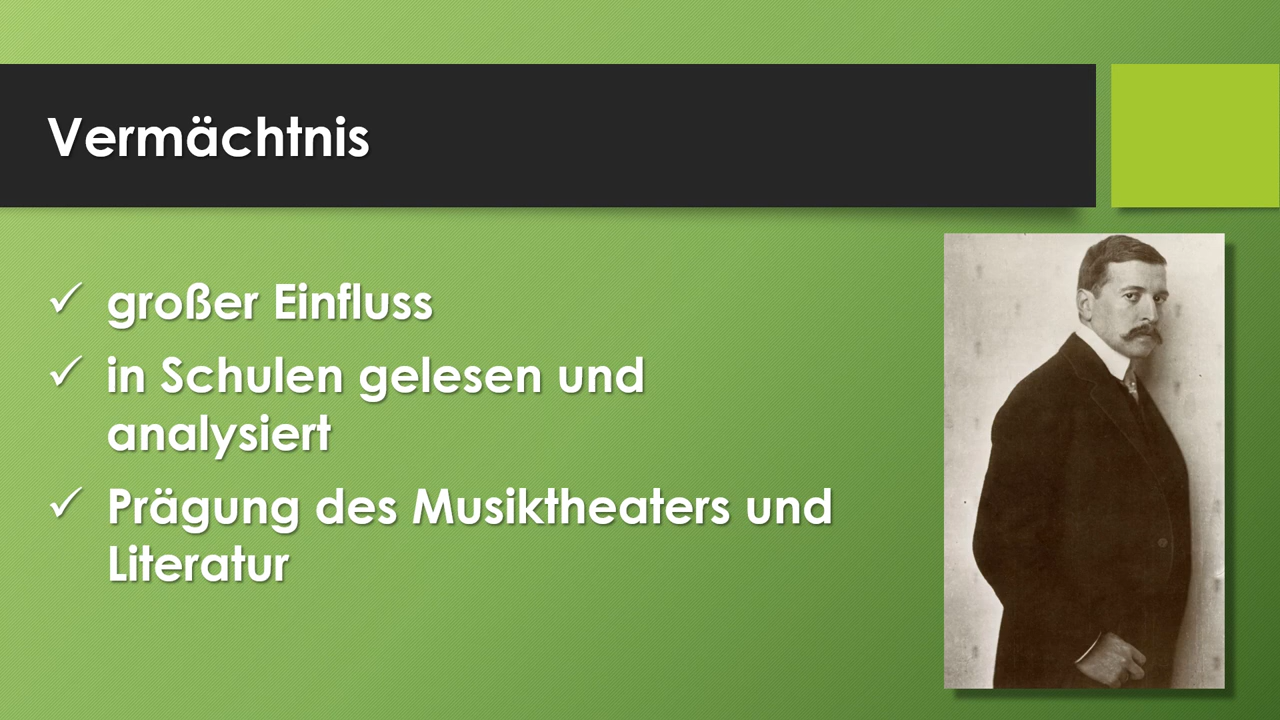 Vermächtnis
✓ großer Einfluss
✓ in Schulen gelesen und
analysiert
✓ Prägung des Musiktheaters und
Literatur